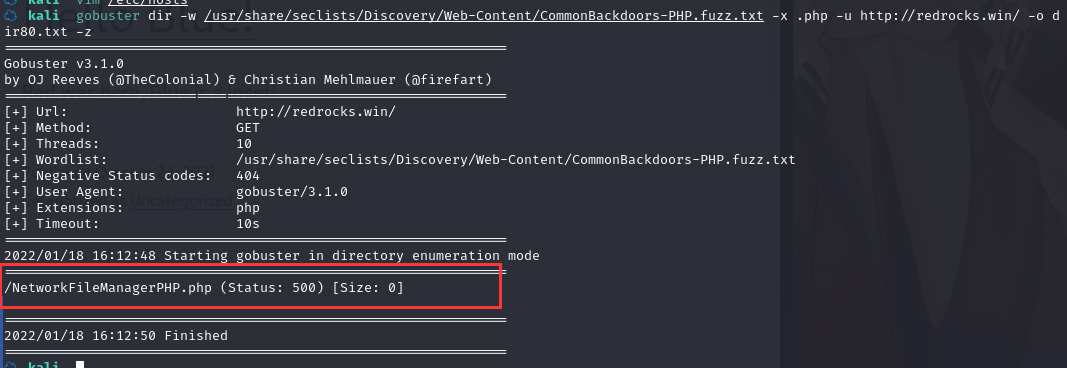 kali vim /etc/hosts
kali gobuster dir -w /usr/share/seclists/Discovery/Web-Content/CommonBackdoors-PHP.fuzz.txt -x .php -u http://redrocks.win/ -o d
ir80.txt -z
===============================================================
Gobuster v3.1.0
by OJ Reeves (@TheColonial) & Christian Mehlmauer (@firefart)
===============================================================
[+] Url: http://redrocks.win/
[+] Method: GET
[+] Threads: 10
[+] Wordlist: /usr/share/seclists/Discovery/Web-Content/CommonBackdoors-PHP.fuzz.txt
[+] Negative Status codes: 404
[+] User Agent: gobuster/3.1.0
[+] Extensions: php
[+] Timeout: 10s
===============================================================
2022/01/18 16:12:48 Starting gobuster in directory enumeration mode
===============================================================
/NetworkFileManagerPHP.php (Status: 500) [Size: 0]
===============================================================
2022/01/18 16:12:50 Finished
===============================================================
kali